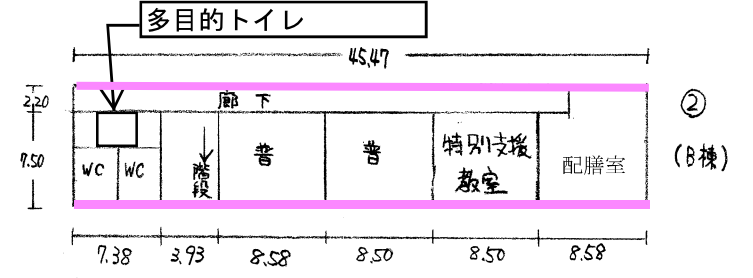 多目的トイレ
45.47
2.20
廊下
②
7.50
WC
WC
階段
普
普
特別支援
教室
配膳室
(B棟)
7.38
3.93
8.58
8.50
8.50
8.58